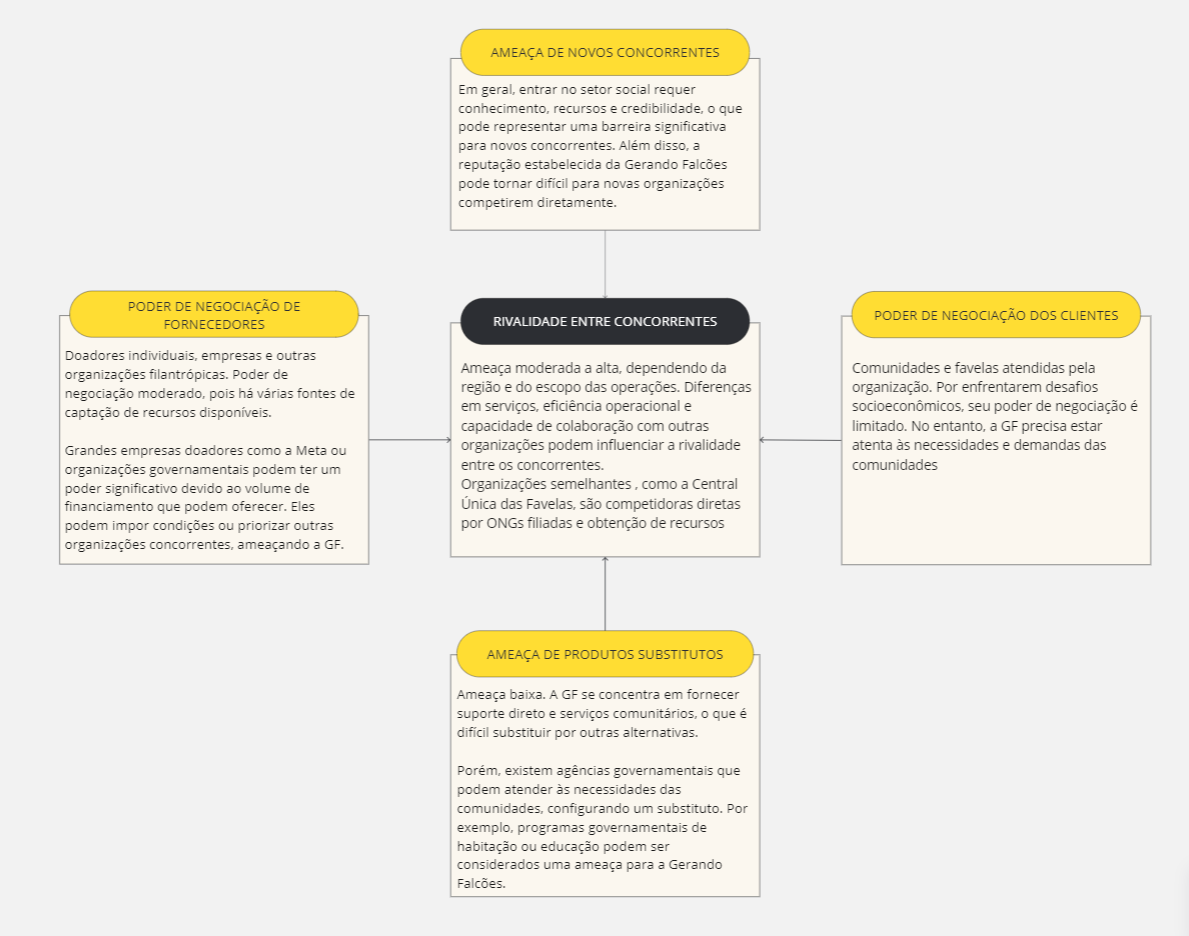 AMEAÇA DE NOVOS CONCORRENTES
Em geral, entrar no setor social requer
conhecimento, recursos e credibilidade, o que
pode representar uma barreira significativa
para novos concorrentes. Além disso, a
reputação estabelecida da Gerando Falcões
pode tornar difícil para novas organizações
competirem diretamente.
PODER DE NEGOCIAÇÃO DE
FORNECEDORES
Doadores individuais, empresas e outras
organizações filantrópicas. Poder de
negociação moderado, pois há várias fontes de
captação de recursos disponíveis.
Grandes empresas doadores como a Meta ou
organizações governamentais podem ter um
poder significativo devido ao volume de
financiamento que podem oferecer. Eles
podem impor condições ou priorizar outras
organizações concorrentes, ameaçando a GF.
RIVALIDADE ENTRE CONCORRENTES
Ameaça moderada a alta, dependendo da
região e do escopo das operações. Diferenças
em serviços, eficiência operacional e
capacidade de colaboração com outras
organizações podem influenciar a rivalidade
entre os concorrentes.
Organizações semelhantes , como a Central
Única das Favelas, são competidoras diretas
por ONGs filiadas e obtenção de recursos
PODER DE NEGOCIAÇÃO DOS CLIENTES
Comunidades e favelas atendidas pela
organização. Por enfrentarem desafios
socioeconômicos, seu poder de negociação é
limitado. No entanto, a GF precisa estar
atenta às necessidades e demandas das
comunidades
AMEAÇA DE PRODUTOS SUBSTITUTOS
Ameaça baixa. A GF se concentra em fornecer
suporte direto e serviços comunitários, o que é
difícil substituir por outras alternativas.
Porém, existem agências governamentais que
podem atender às necessidades das
comunidades, configurando um substituto. Por
exemplo, programas governamentais de
habitação ou educação podem ser
considerados uma ameaça para a Gerando
Falcões.